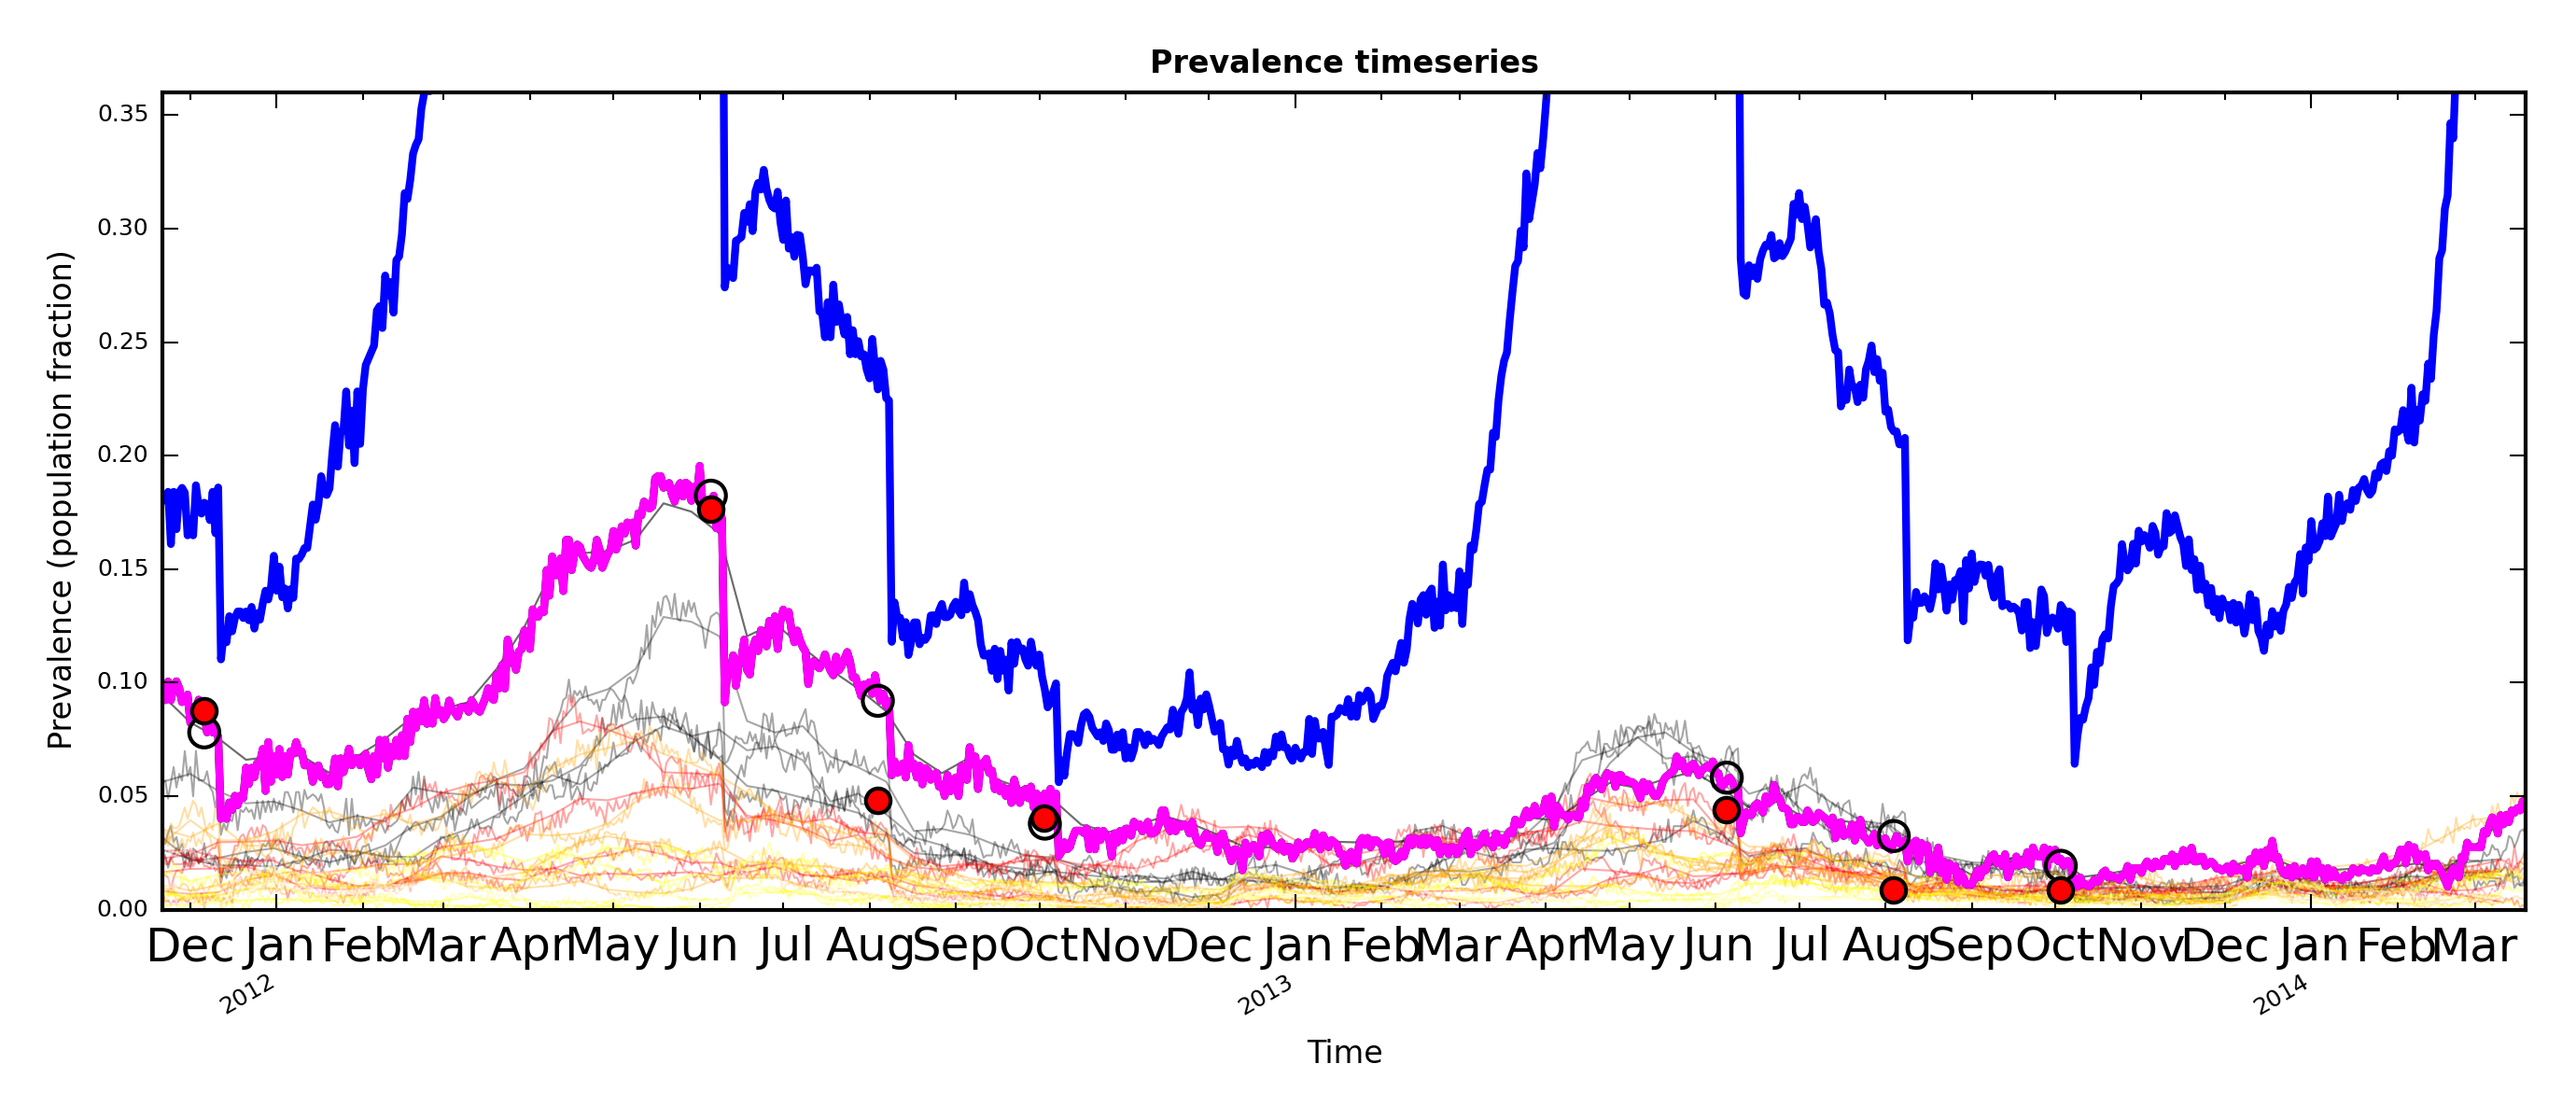 Prevalence timeseries
Prevalence (population fraction)
0.35
0.30
0.25
0.20
0.15
0.10
0.05
0.00
Dec Jan Feb Mar Apr May Jun Jul Aug Sep Oct Nov Dec Jan Feb Mar Apr May Jun Jul Aug Sep Oct Nov Dec Jan Feb Mar
2012 2013 2014
Time